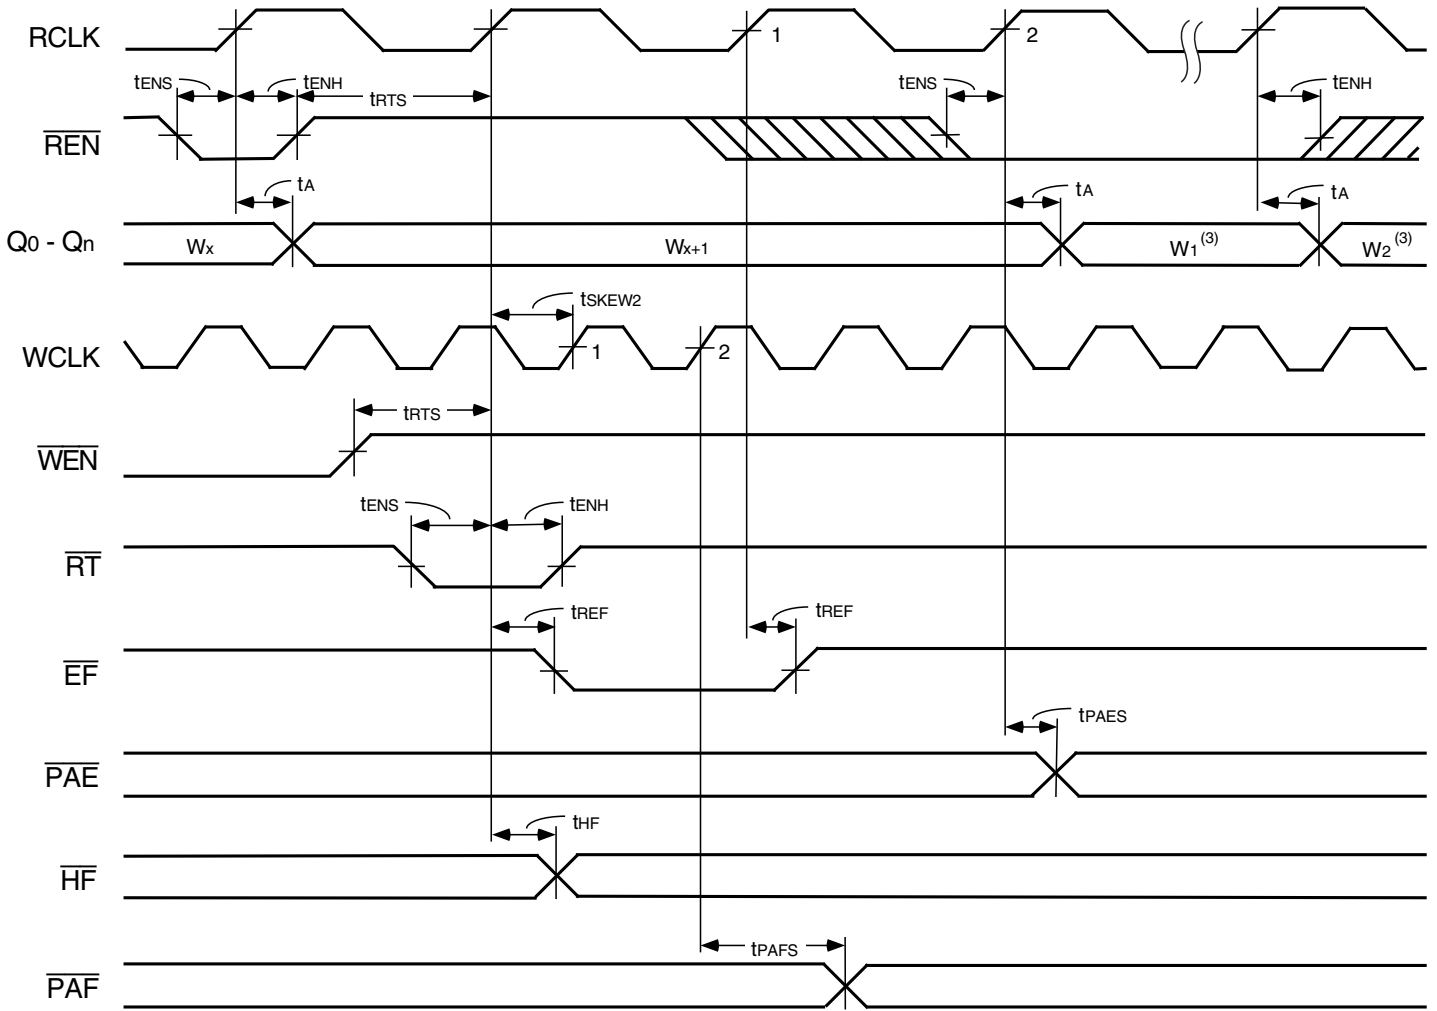 RCLK 1 2
tENS tENH tRTS tENS tENH
REN
tA tA tA
Q0 - Qn Wx Wx+1 W1(3) W2(3)
tSKEW2
WCLK 1 2
tRTS
WEN
tENS tENH
RT
tREF tREF
EF
tPAES
PAE
tHF
HF
tPAFS
PAF